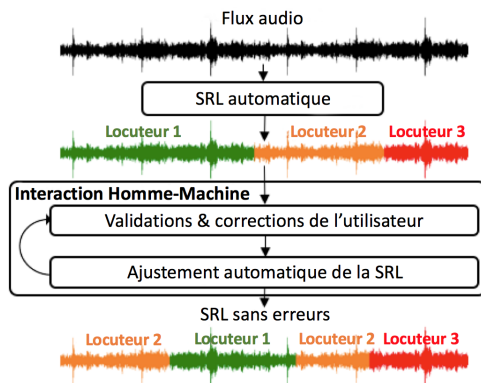 Flux audio
SRL automatique
Locuteur 1 Locuteur 2 Locuteur 3
Interaction Homme-Machine
Validations & corrections de l'utilisateur
Ajustement automatique de la SRL
SRL sans erreurs
Locuteur 2 Locuteur 1 Locuteur 2 Locuteur 3